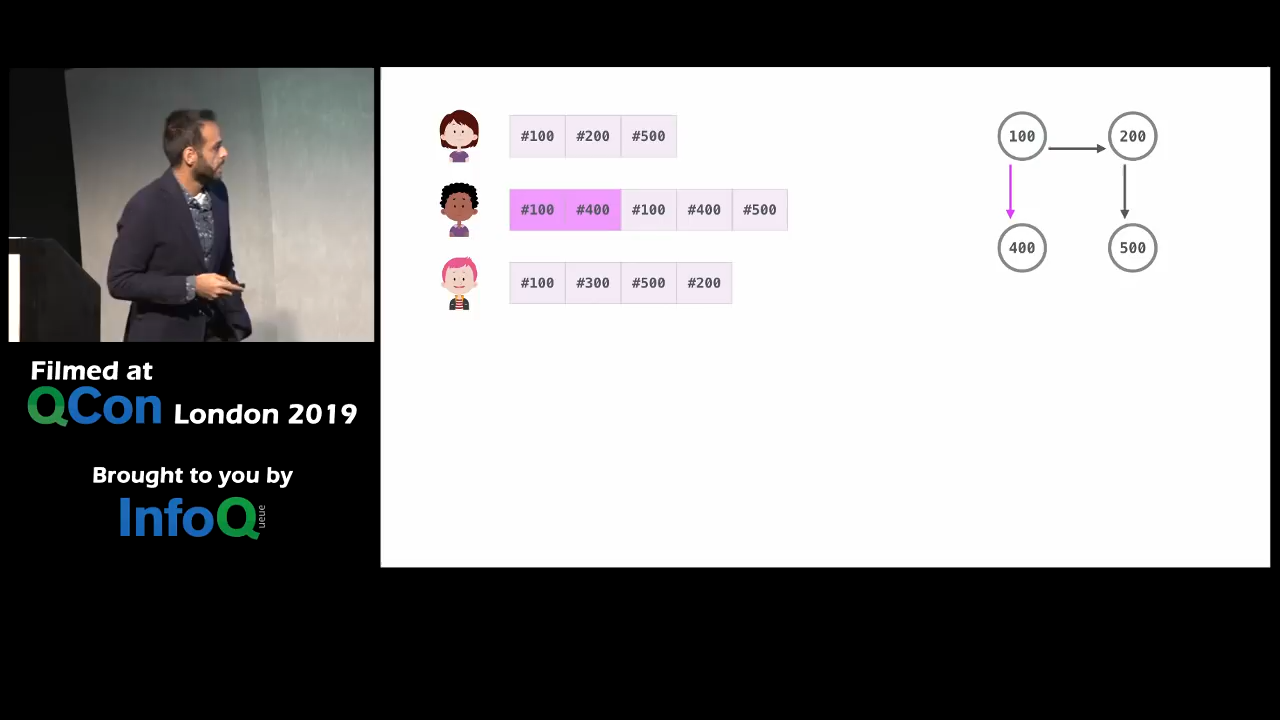 #100 #200 #500
#100 #400 #100 #400 #500
#100 #300 #500 #200
100 200
400 500
Filmed at
QCon London 2019
Brought to you by
InfoQ
ueue